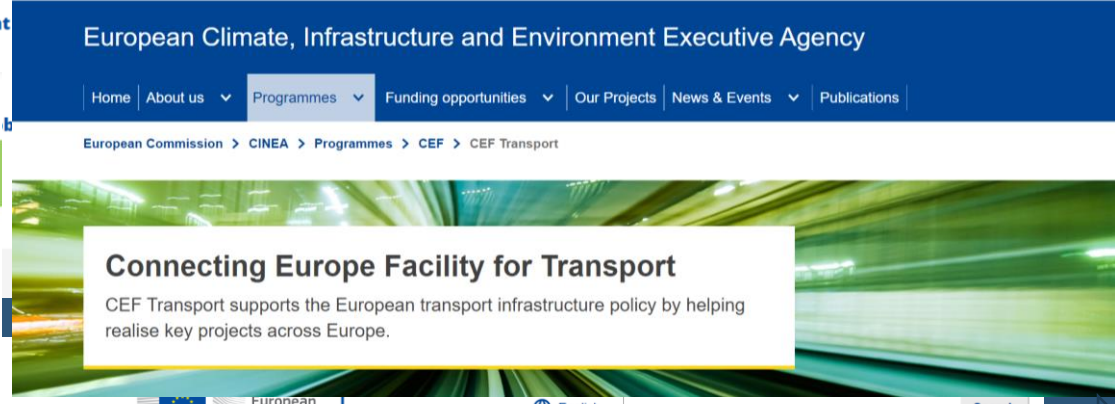 European Climate, Infrastructure and Environment Executive Agency
Home About us Programmes Funding opportunities Our Projects News & Events Publications
European Commission > CINEA > Programmes > CEF > CEF Transport
Connecting Europe Facility for Transport
CEF Transport supports the European transport infrastructure policy by helping
realise key projects across Europe.
European